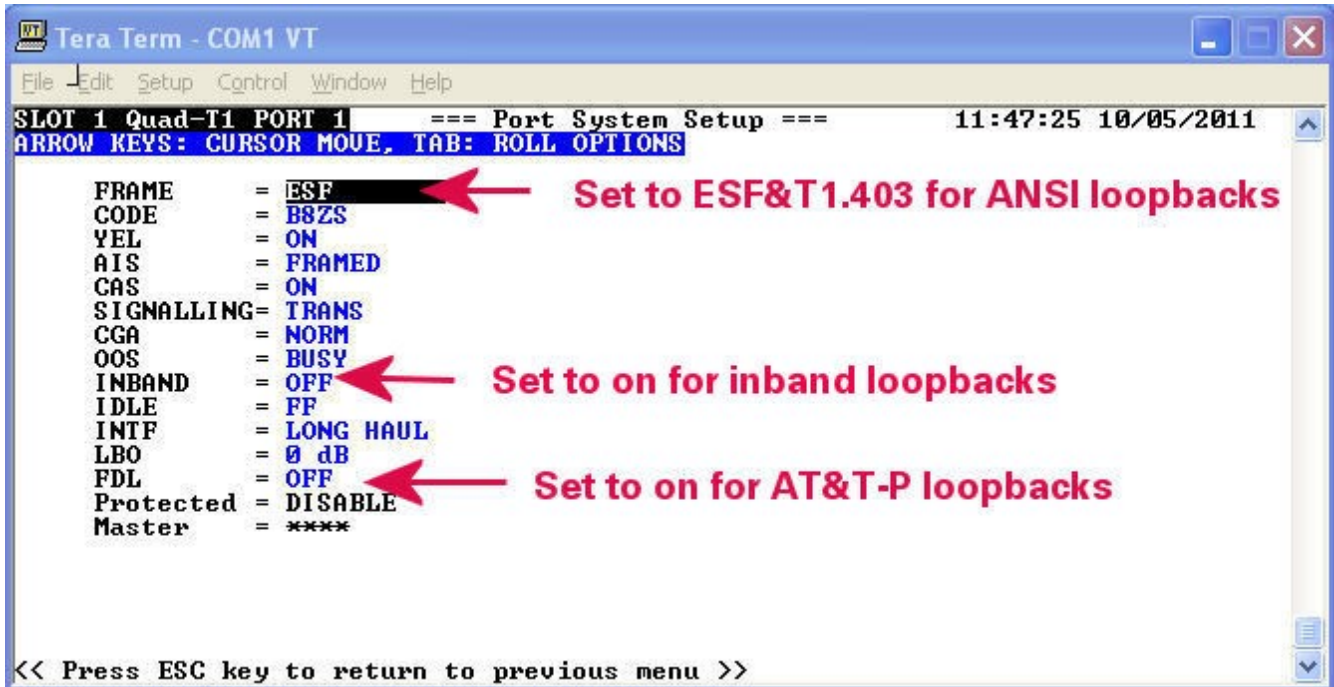 Tera Term - COM1 VT
File Edit Setup Control Window Help
SLOT 1 Quad-T1 PORT 1 === Port System Setup === 11:47:25 10/05/2011
ARROW KEYS: CURSOR MOVE, TAB: ROLL OPTIONS
FRAME = ESF Set to ESF&T1.403 for ANSI loopbacks
CODE = B8ZS
YEL = ON
AIS = FRAMED
CAS = ON
SIGNALLING= TRANS
CGA = NORM
OOS = BUSY
INBAND = OFF Set to on for inband loopbacks
IDLE = FF
INTF = LONG HAUL
LBO = 0 dB
FDL = OFF Set to on for AT&T-P loopbacks
Protected = DISABLE
Master = ****
<< Press ESC key to return to previous menu >>